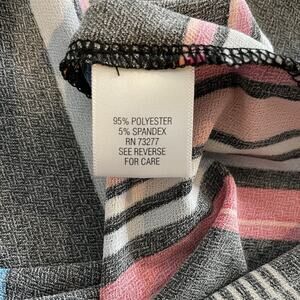 95% POLYESTER
5% SPANDEX
RN 73277
SEE REVERSE
FOR CARE